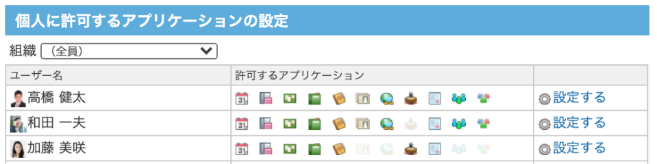 個人に許可するアプリケーションの設定
組織 （全員）
ユーザー名 許可するアプリケーション
高橋 健太 31 設定する
和田 一夫 31 設定する
加藤 美咲 31 設定する